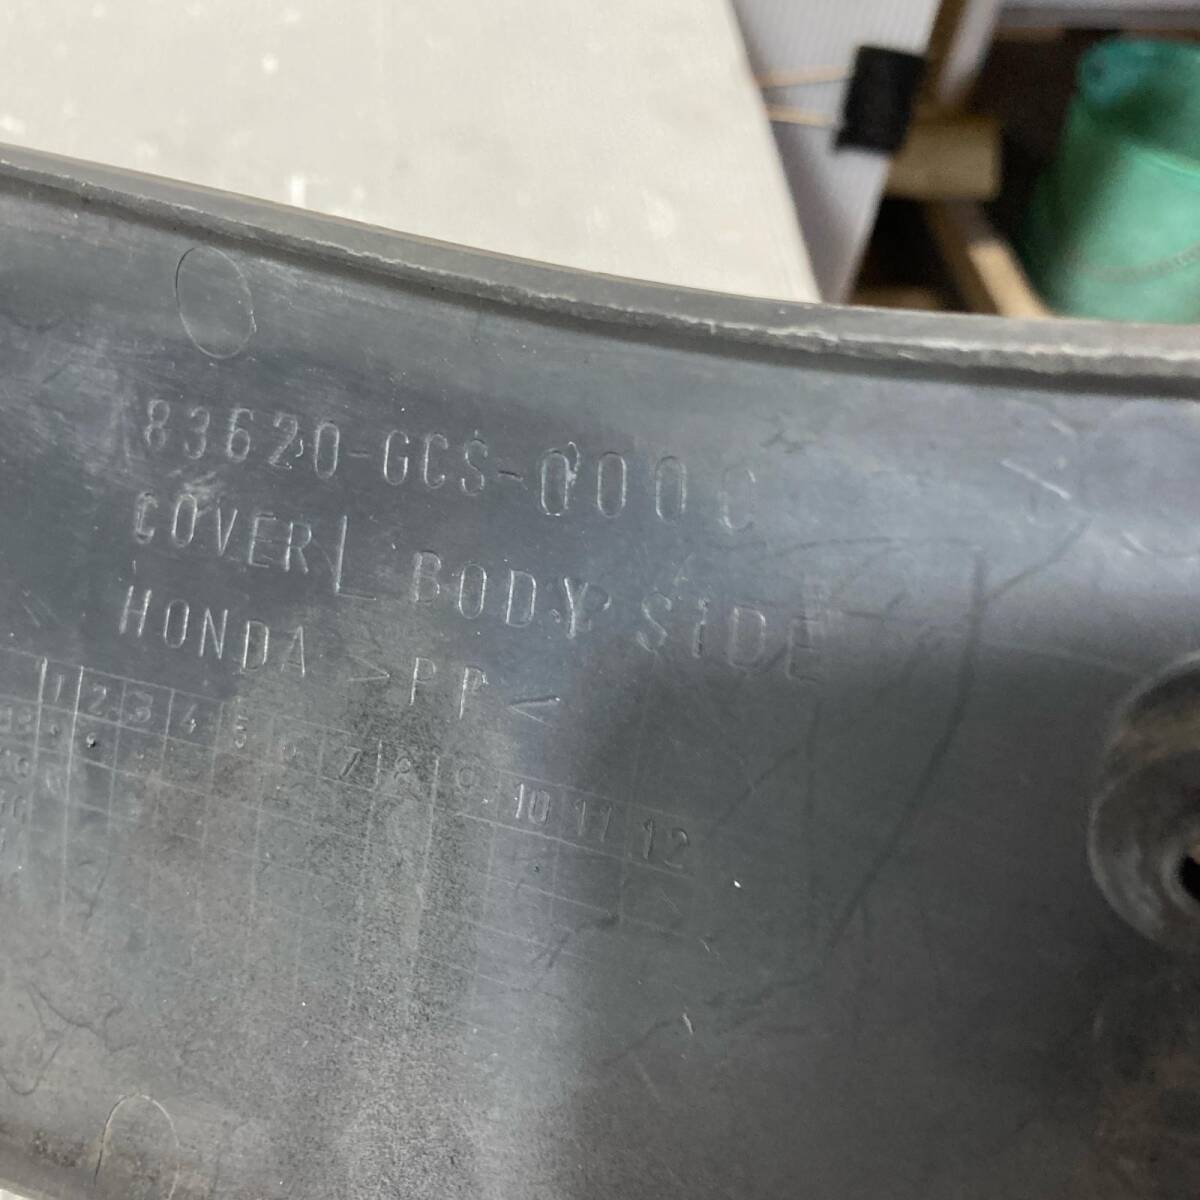 83620-GCS-0000
COVER L BODY SIDE
HONDA >PP<
1 2 3 4 5 6 7 8 9 10 11 12